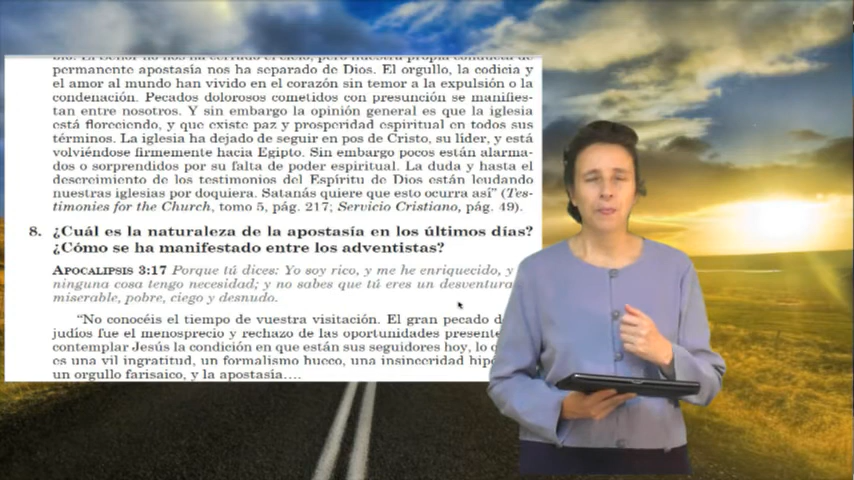 permanente apostasía nos ha separado de Dios. El orgullo, la codicia y
el amor al mundo han vivido en el corazón sin temor a la expulsión o la
condenación. Pecados dolorosos cometidos con presunción se manifies-
tan entre nosotros. Y sin embargo la opinión general es que la iglesia
está floreciendo, y que existe paz y prosperidad espiritual en todos sus
términos. La iglesia ha dejado de seguir en pos de Cristo, su líder, y está
volviéndose firmemente hacia Egipto. Sin embargo pocos están alarma-
dos o sorprendidos por su falta de poder espiritual. La duda y hasta el
descreimiento de los testimonios del Espíritu de Dios están leudando
nuestras iglesias por doquiera. Satanás quiere que esto ocurra así” (Tes-
timonies for the Church, tomo 5, pág. 217; Servicio Cristiano, pág. 49).
8. ¿Cuál es la naturaleza de la apostasía en los últimos días?
¿Cómo se ha manifestado entre los adventistas?
APOCALIPSIS 3:17 Porque tú dices: Yo soy rico, y me he enriquecido, y
ninguna cosa tengo necesidad; y no sabes que tú eres un desventura
miserable, pobre, ciego y desnudo.
“No conocéis el tiempo de vuestra visitación. El gran pecado d
judíos fue el menosprecio y rechazo de las oportunidades present
contemplar Jesús la condición en que están sus seguidores hoy, lo
es una vil ingratitud, un formalismo hueco, una insinceridad hip
un orgullo farisaico, y la apostasía....